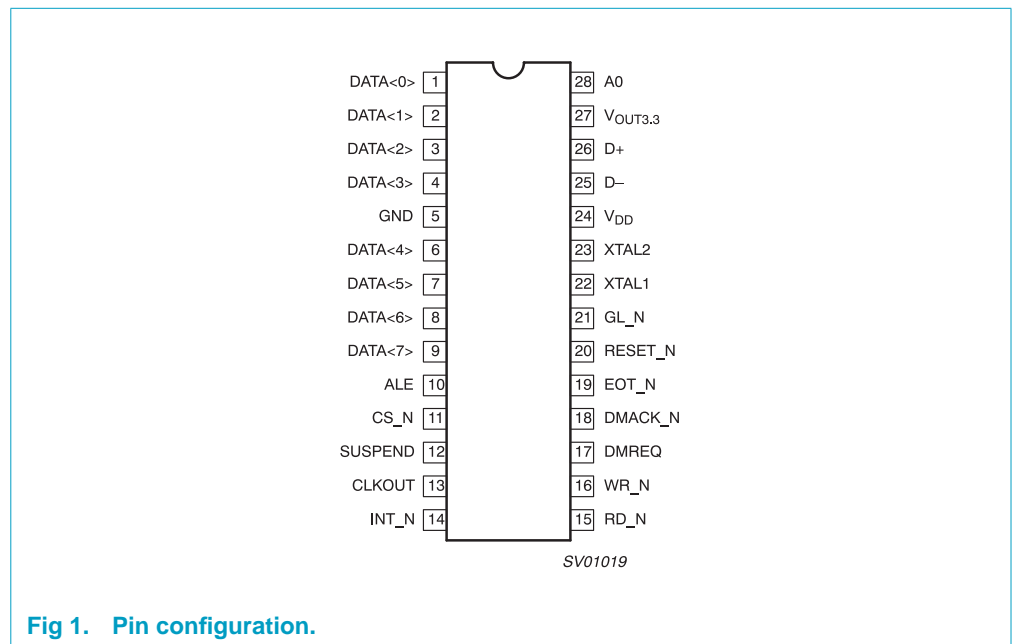 DATA<0> 1 28 A0
DATA<1> 2 27 VOUT3.3
DATA<2> 3 26 D+
DATA<3> 4 25 D–
GND 5 24 VDD
DATA<4> 6 23 XTAL2
DATA<5> 7 22 XTAL1
DATA<6> 8 21 GL_N
DATA<7> 9 20 RESET_N
ALE 10 19 EOT_N
CS_N 11 18 DMACK_N
SUSPEND 12 17 DMREQ
CLKOUT 13 16 WR_N
INT_N 14 15 RD_N
SV01019
Fig 1. Pin configuration.